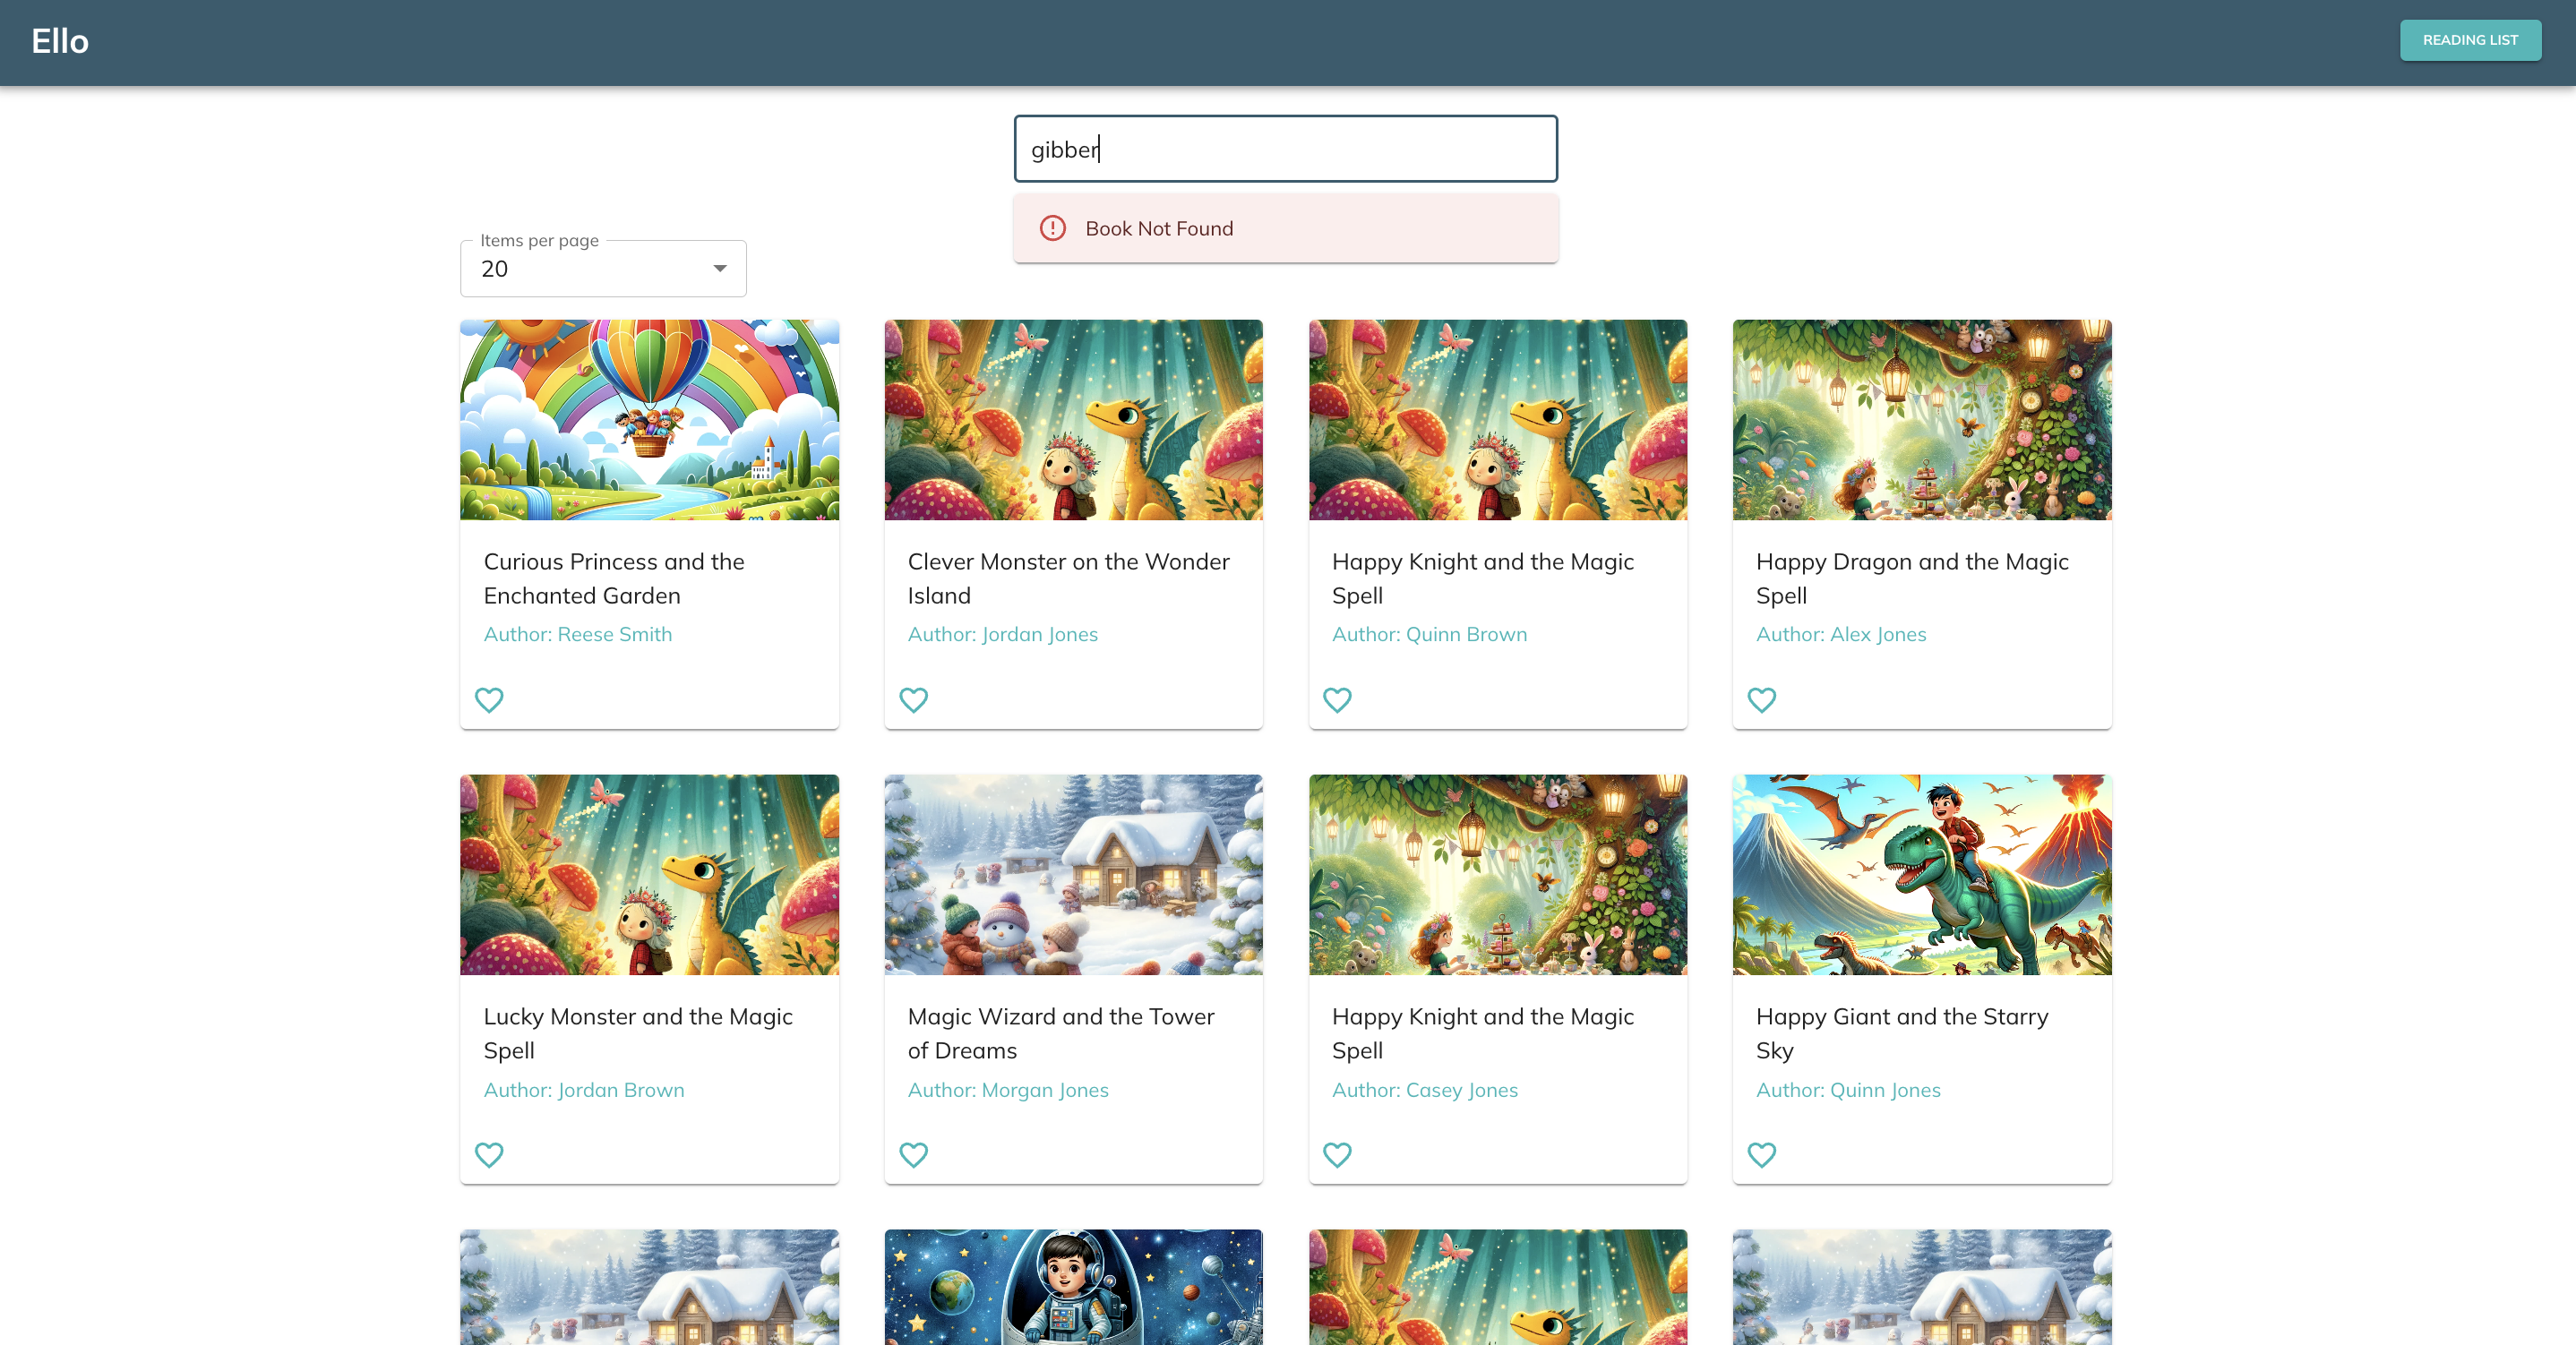 Ello
READING LIST
gibber
Book Not Found
Items per page
20
Curious Princess and the
Enchanted Garden
Author: Reese Smith
Clever Monster on the Wonder
Island
Author: Jordan Jones
Happy Knight and the Magic
Spell
Author: Quinn Brown
Happy Dragon and the Magic
Spell
Author: Alex Jones
Lucky Monster and the Magic
Spell
Author: Jordan Brown
Magic Wizard and the Tower
of Dreams
Author: Morgan Jones
Happy Knight and the Magic
Spell
Author: Casey Jones
Happy Giant and the Starry
Sky
Author: Quinn Jones